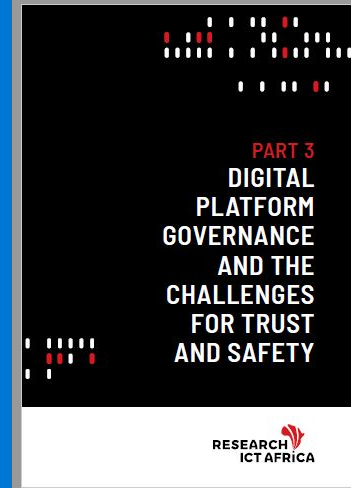 PART 3
DIGITAL
PLATFORM
GOVERNANCE
AND THE
CHALLENGES
FOR TRUST
AND SAFETY
RESEARCH
ICT AFRICA